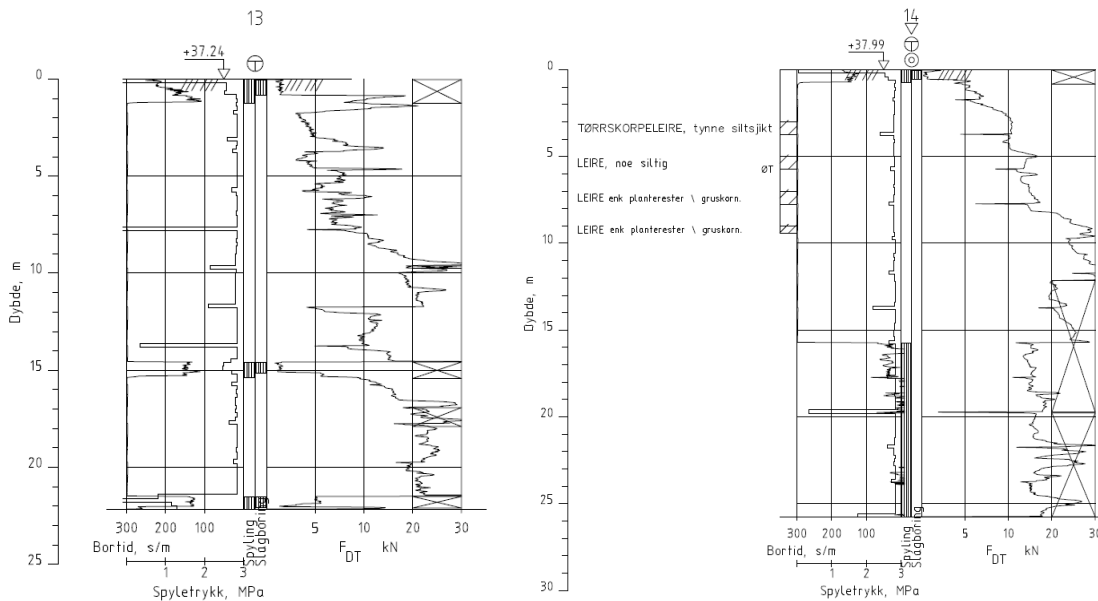 13
+37.24
0
5
10
15
20
25
Dybde, m
300 200 100
5 10 20 30
Bortid, s/m
F DT kN
1 2 3
Spyletrykk, MPa
Spyling
Slagboring
14
+37.99
0
5
10
15
20
25
30
Dybde, m
TØRRSKORPELEIRE, tynne siltsjikt
LEIRE, noe siltig
ØT
LEIRE enk planterester \ gruskorn.
LEIRE enk planterester \ gruskorn.
300 200 100
5 10 20 30
Bortid, s/m
F DT kN
1 2 3
Spyletrykk, MPa
Spyling
Slagboring